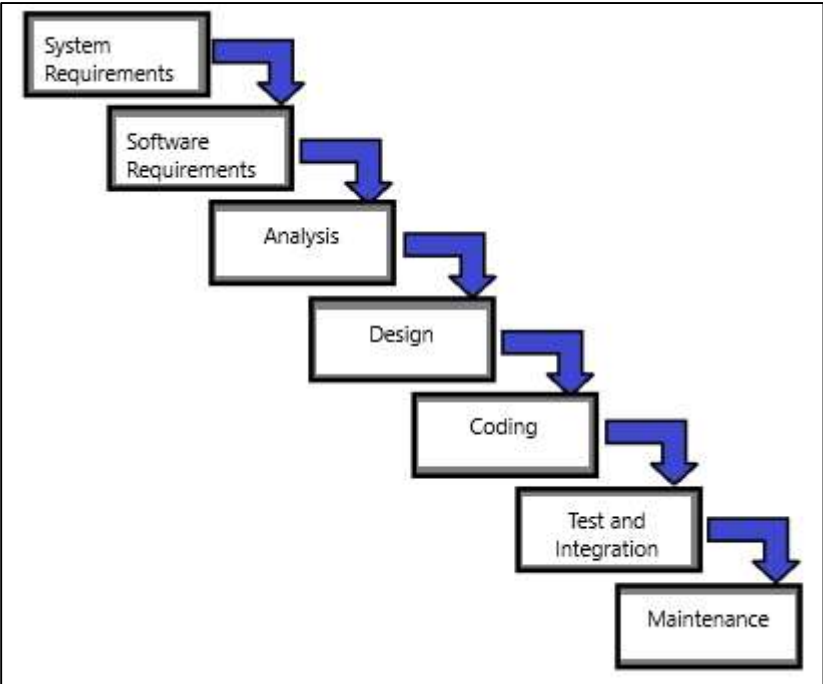 System
Requirements
Software
Requirements
Analysis
Design
Coding
Test and
Integration
Maintenance